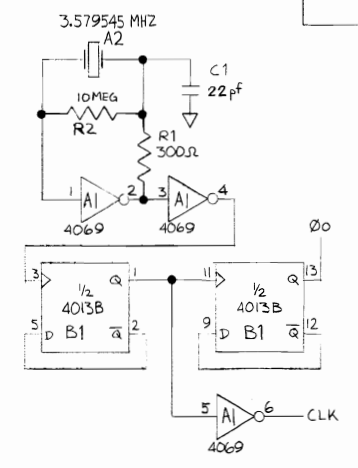 3.579545 MHZ
A2
C1
22pf
10MEG
R2
R1
300Ω
1 A1 2 3 A1 4
4069 4069
Ø0
3 Q 1 11 Q 13
1/2 1/2
4013B 4013B
5 D B1 Q̅ 2 9 D B1 Q̅ 12
5 A1 6 CLK
4069